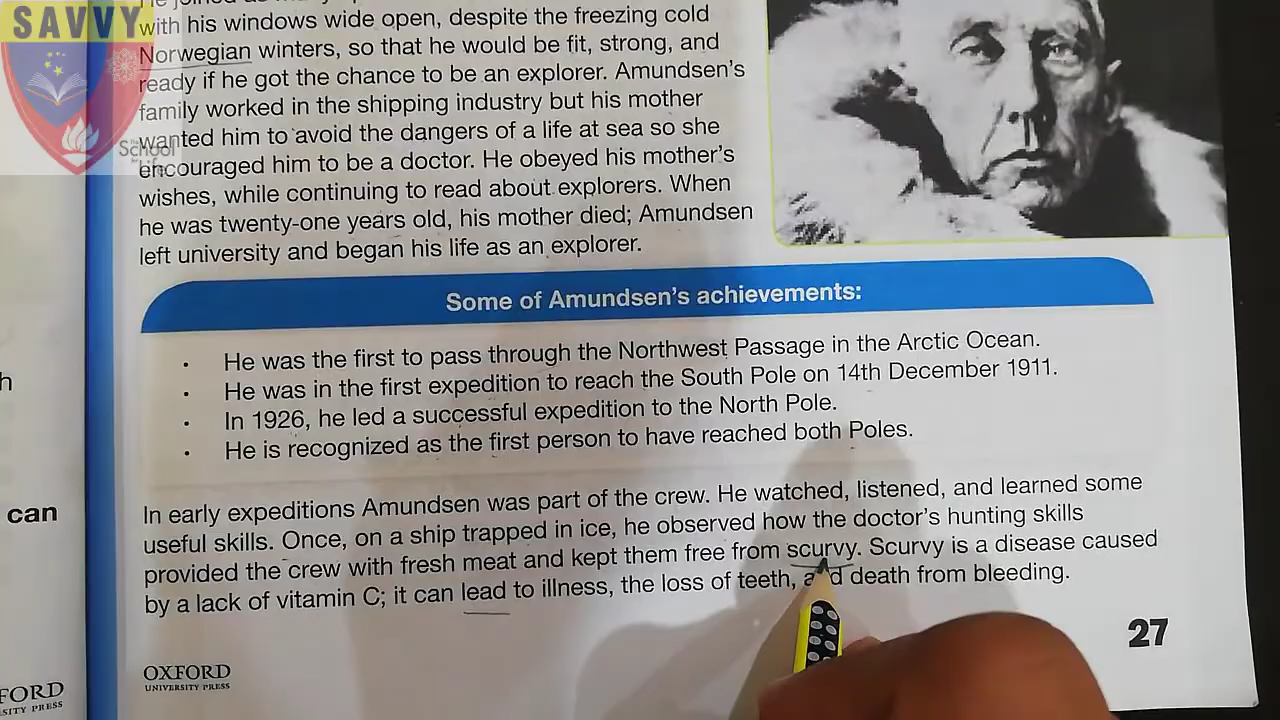 SAVVY
School
with his windows wide open, despite the freezing cold
Norwegian winters, so that he would be fit, strong, and
ready if he got the chance to be an explorer. Amundsen's
family worked in the shipping industry but his mother
wanted him to avoid the dangers of a life at sea so she
encouraged him to be a doctor. He obeyed his mother's
wishes, while continuing to read about explorers. When
he was twenty-one years old, his mother died; Amundsen
left university and began his life as an explorer.
Some of Amundsen's achievements:
· He was the first to pass through the Northwest Passage in the Arctic Ocean.
· He was in the first expedition to reach the South Pole on 14th December 1911.
· In 1926, he led a successful expedition to the North Pole.
· He is recognized as the first person to have reached both Poles.
In early expeditions Amundsen was part of the crew. He watched, listened, and learned some
useful skills. Once, on a ship trapped in ice, he observed how the doctor's hunting skills
provided the crew with fresh meat and kept them free from scurvy. Scurvy is a disease caused
by a lack of vitamin C; it can lead to illness, the loss of teeth, and death from bleeding.
27
OXFORD
UNIVERSITY PRESS
can
FORD
SITY PRESS